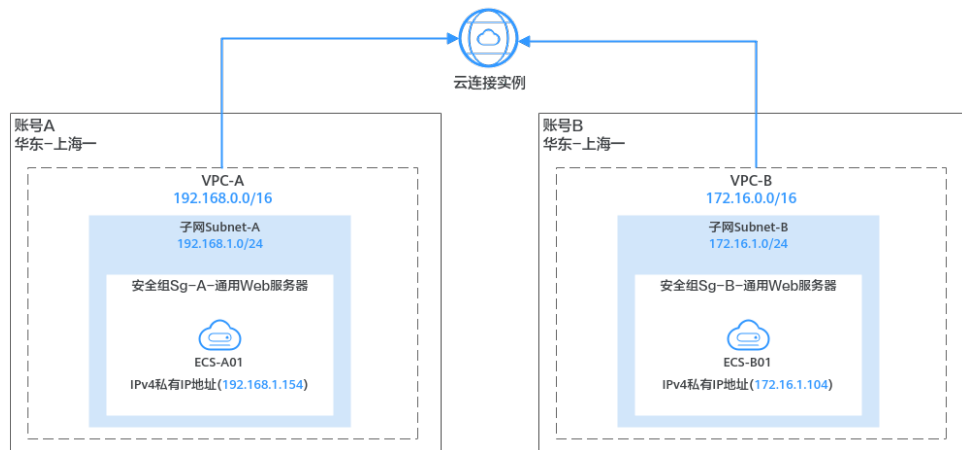 云连接实例
账号A
华东-上海一
VPC-A
192.168.0.0/16
子网Subnet-A
192.168.1.0/24
安全组Sg-A-通用Web服务器
ECS-A01
IPv4私有IP地址(192.168.1.154)
账号B
华东-上海一
VPC-B
172.16.0.0/16
子网Subnet-B
172.16.1.0/24
安全组Sg-B-通用Web服务器
ECS-B01
IPv4私有IP地址(172.16.1.104)